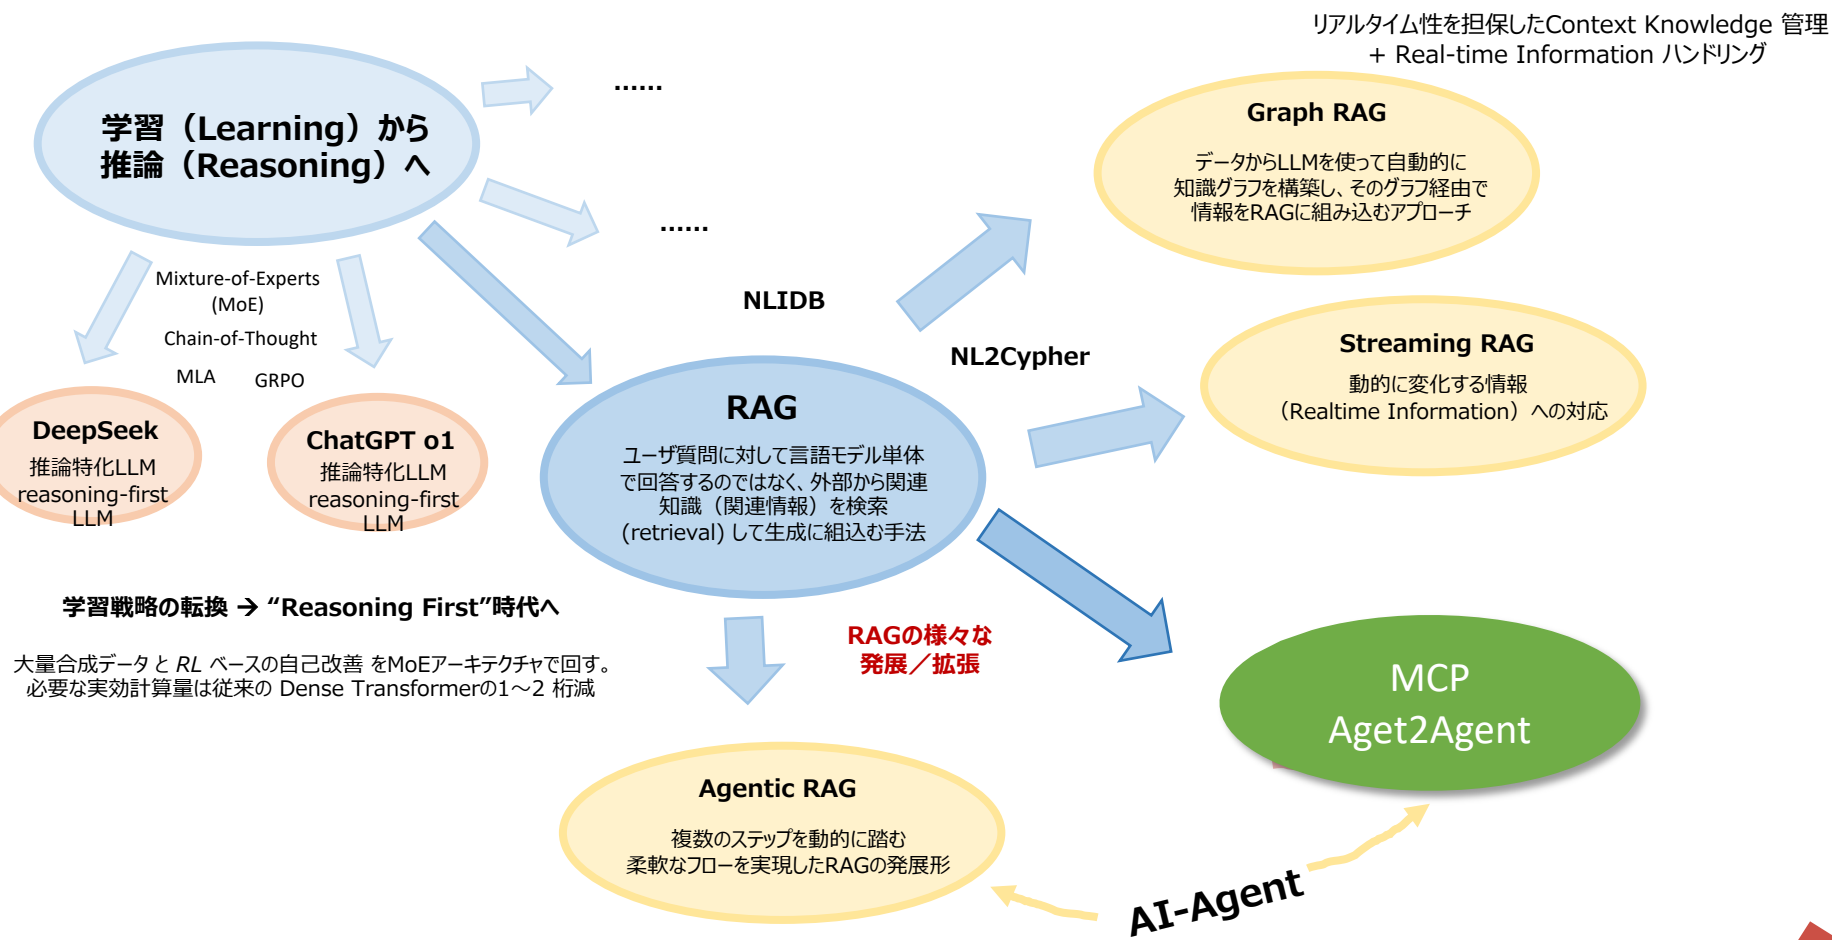 リアルタイム性を担保したContext Knowledge 管理
+ Real-time Information ハンドリング
学習（Learning）から
推論（Reasoning）へ
......
......
Mixture-of-Experts
(MoE)
Chain-of-Thought
MLA
GRPO
DeepSeek
推論特化LLM
reasoning-first
LLM
ChatGPT o1
推論特化LLM
reasoning-first
LLM
学習戦略の転換 → “Reasoning First”時代へ
大量合成データと RL ベースの自己改善 をMoEアーキテクチャで回す。
必要な実効計算量は従来の Dense Transformerの1～2 桁減
NLIDB
NL2Cypher
RAG
ユーザ質問に対して言語モデル単体
で回答するのではなく、外部から関連
知識（関連情報）を検索
(retrieval) して生成に組込む手法
Graph RAG
データからLLMを使って自動的に
知識グラフを構築し、そのグラフ経由で
情報をRAGに組み込むアプローチ
Streaming RAG
動的に変化する情報
（Realtime Information）への対応
RAGの様々な
発展／拡張
MCP
Aget2Agent
Agentic RAG
複数のステップを動的に踏む
柔軟なフローを実現したRAGの発展形
AI-Agent